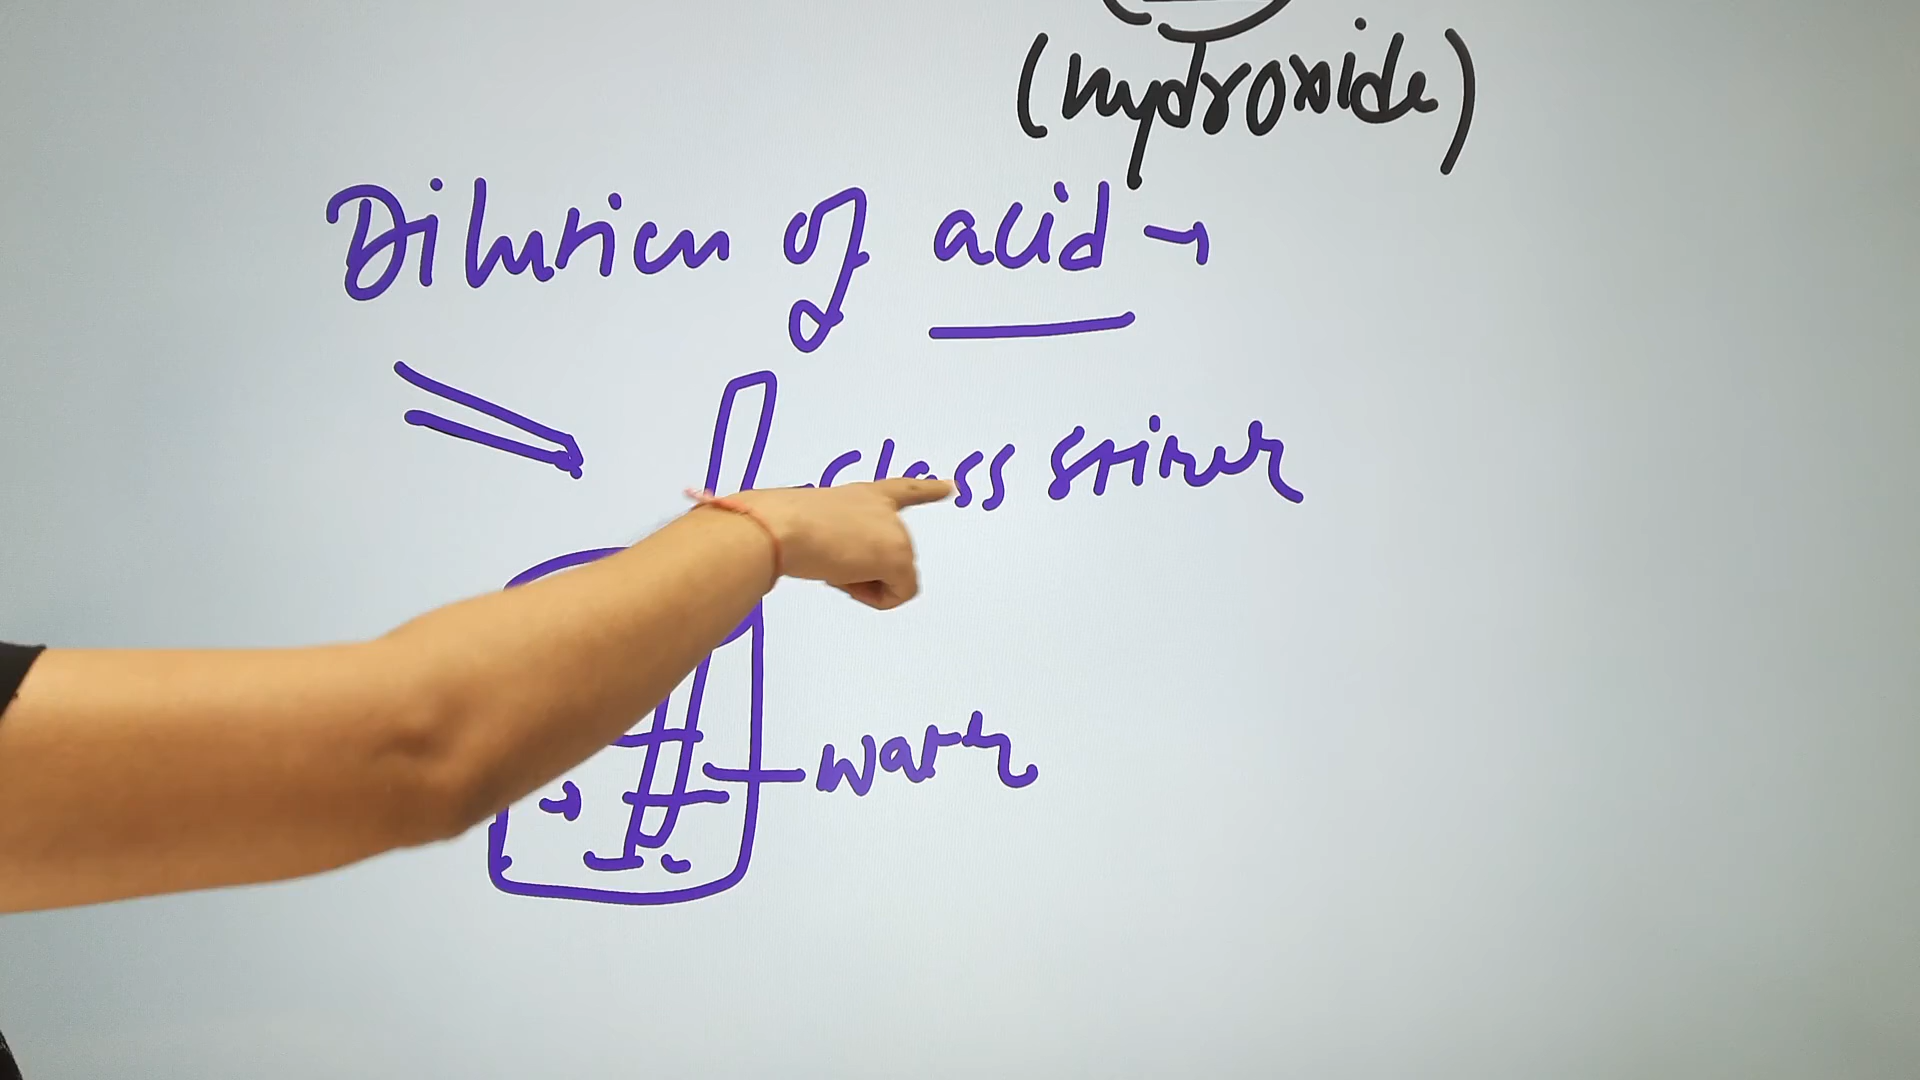 (hydroxide)
Dilution of acid →
Glass stirrer
water